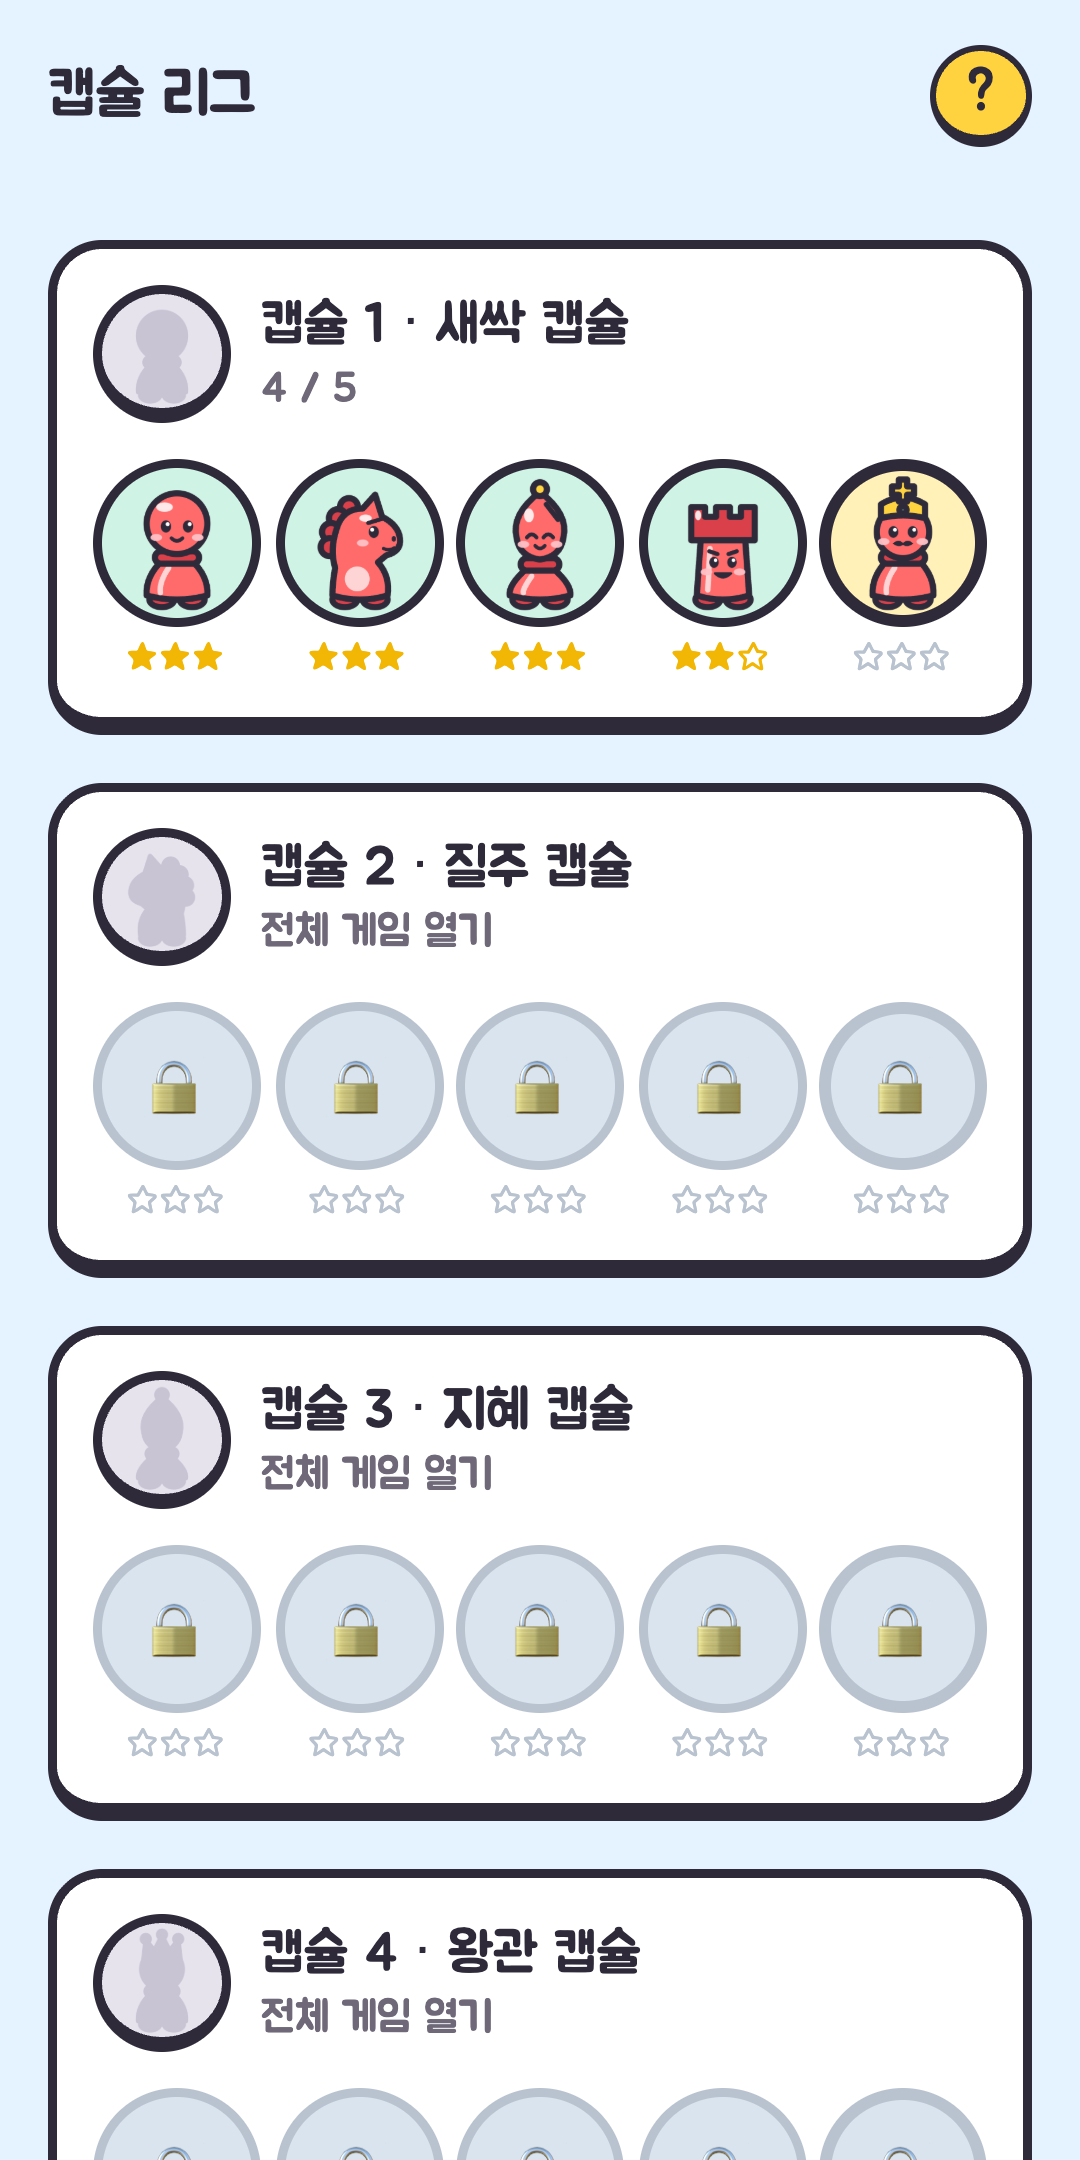 캡슐 리그
?
캡슐 1 · 새싹 캡슐
4 / 5
캡슐 2 · 질주 캡슐
전체 게임 열기
캡슐 3 · 지혜 캡슐
전체 게임 열기
캡슐 4 · 왕관 캡슐
전체 게임 열기